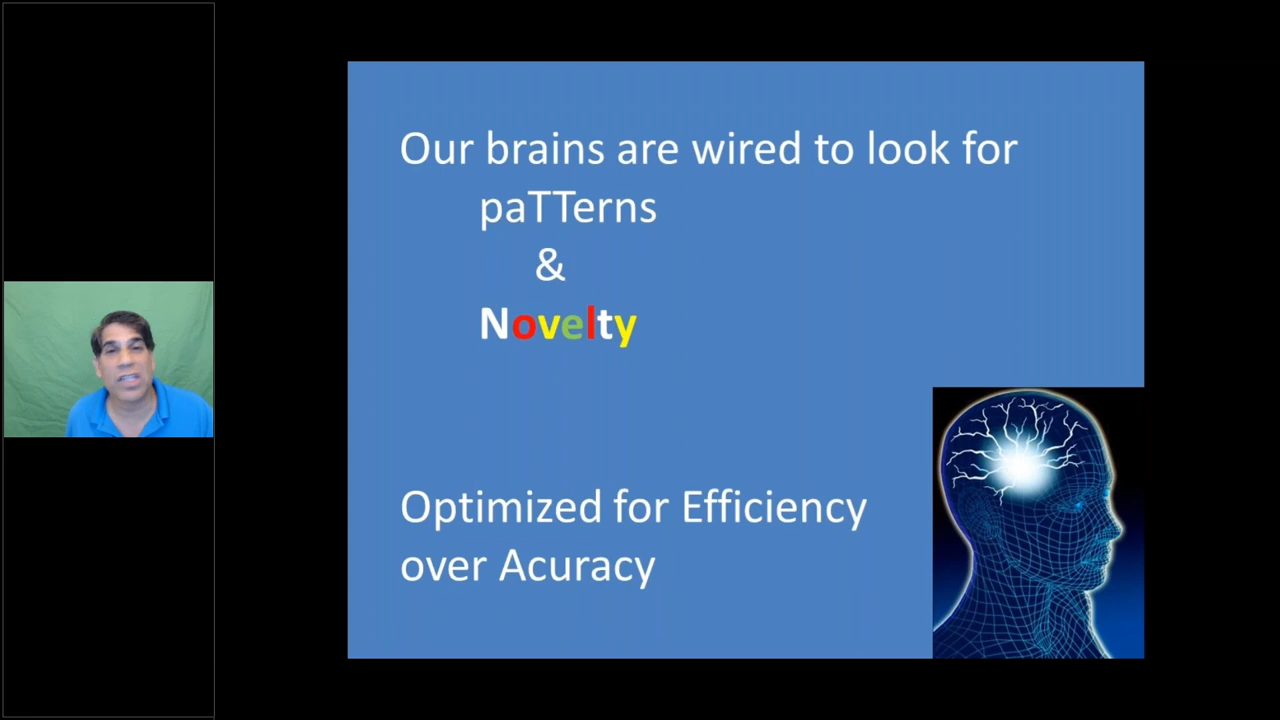 Our brains are wired to look for
paTTerns
&
Novelty
Optimized for Efficiency
over Acuracy